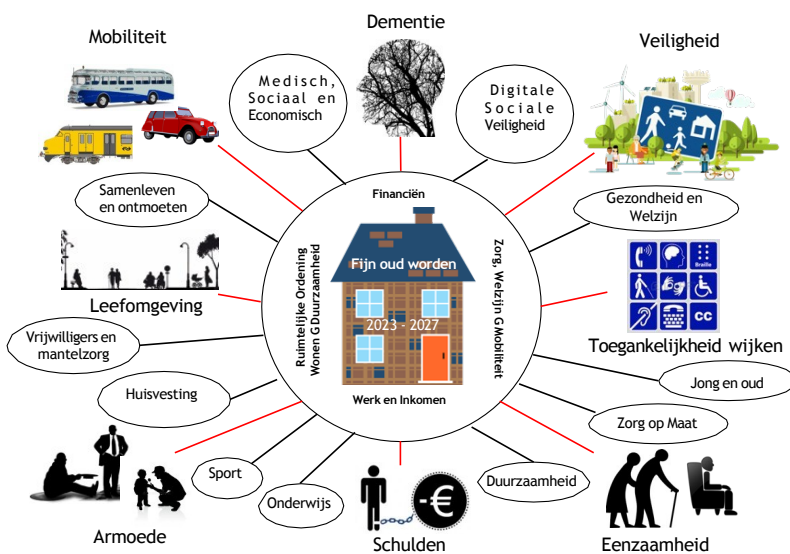 Mobiliteit
Dementie
Veiligheid
Medisch,
Sociaal en
Economisch
Digitale
Sociale
Veiligheid
Samenleven
en ontmoeten
Financiën
Gezondheid en
Welzijn
Ruimtelijke Ordening
Wonen G Duurzaamheid
Fijn oud worden
2023 - 2027
Zorg, Welzijn G Mobiliteit
Braille
CC
Leefomgeving
Toegankelijkheid wijken
Vrijwilligers en
mantelzorg
Jong en oud
Huisvesting
Werk en Inkomen
Zorg op Maat
Sport
Onderwijs
Duurzaamheid
-€
Armoede
Schulden
Eenzaamheid